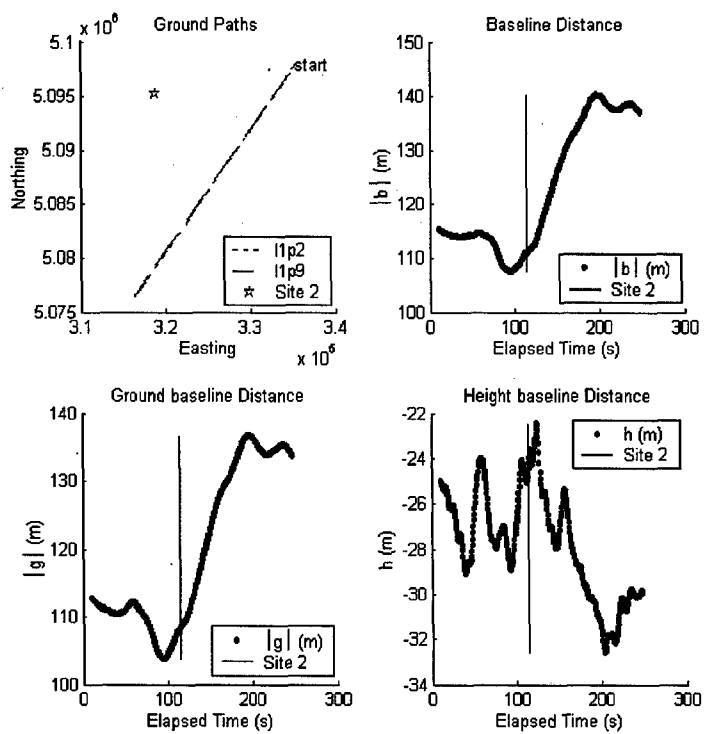 Ground Paths
x 10^6
5.1
5.095
5.09
5.085
5.08
5.075
Northing
start
l1p2
l1p9
Site 2
3.1
3.2
3.3
3.4
Easting
x 10^6
Baseline Distance
150
140
130
120
110
100
|b| (m)
|b| (m)
Site 2
0
100
200
300
Elapsed Time (s)
Ground baseline Distance
140
130
120
110
100
|g| (m)
|g| (m)
Site 2
0
100
200
300
Elapsed Time (s)
Height baseline Distance
-22
-24
-26
-28
-30
-32
-34
h (m)
h (m)
Site 2
0
100
200
300
Elapsed Time (s)